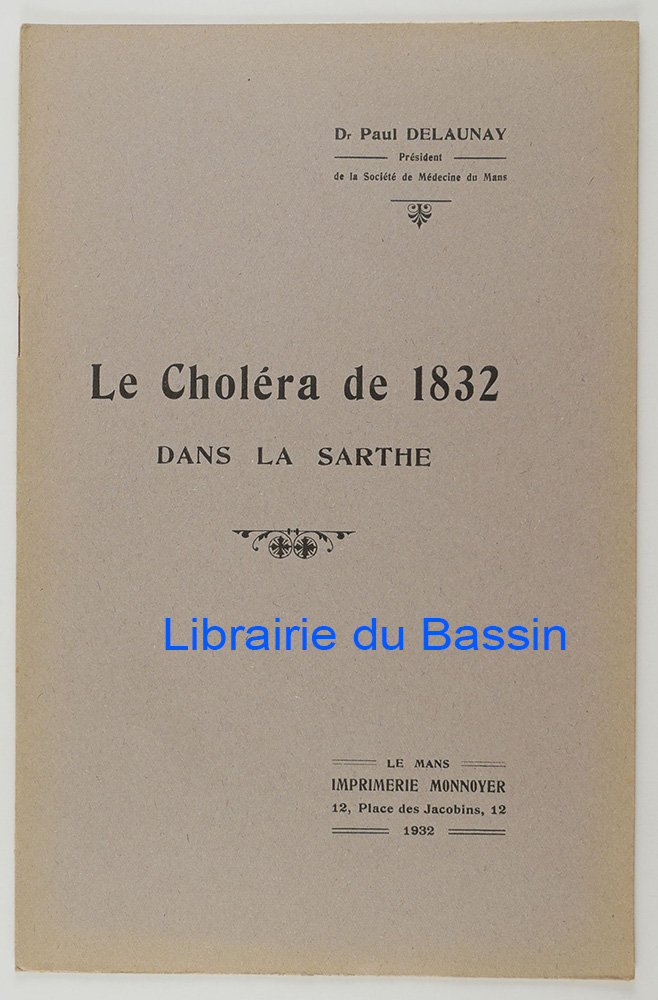 Dr Paul DELAUNAY
Président
de la Société de Médecine du Mans
Le Choléra de 1832
DANS LA SARTHE
Librairie du Bassin
LE MANS
IMPRIMERIE MONNOYER
12, Place des Jacobins, 12
1932